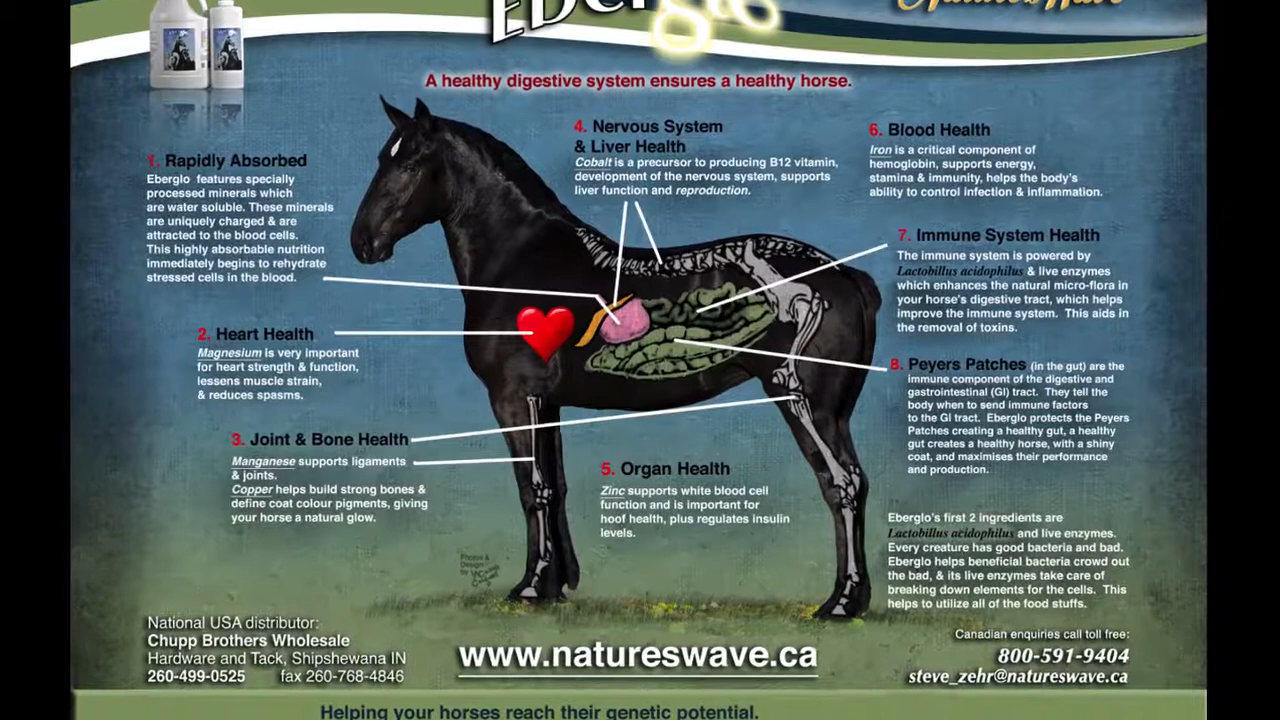 A healthy digestive system ensures a healthy horse.
1. Rapidly Absorbed
Eberglo features specially
processed minerals which
are water soluble. These minerals
are uniquely charged & are
attracted to the blood cells.
This highly absorbable nutrition
immediately begins to rehydrate
stressed cells in the blood.
2. Heart Health
Magnesium is very important
for heart strength & function,
lessens muscle strain,
& reduces spasms.
3. Joint & Bone Health
Manganese supports ligaments
& joints.
Copper helps build strong bones &
define coat colour pigments, giving
your horse a natural glow.
4. Nervous System
& Liver Health
Cobalt is a precursor to producing B12 vitamin,
development of the nervous system, supports
liver function and reproduction.
5. Organ Health
Zinc supports white blood cell
function and is important for
hoof health, plus regulates insulin
levels.
6. Blood Health
Iron is a critical component of
hemoglobin, supports energy,
stamina & immunity, helps the body's
ability to control infection & inflammation.
7. Immune System Health
The immune system is powered by
Lactobillus acidophilus & live enzymes
which enhances the natural micro-flora in
your horse's digestive tract, which helps
improve the immune system. This aids in
the removal of toxins.
8. Peyers Patches (in the gut) are the
immune component of the digestive and
gastrointestinal (GI) tract. They tell the
body when to send immune factors
to the GI tract. Eberglo protects the Peyers
Patches creating a healthy gut, a healthy
gut creates a healthy horse, with a shiny
coat, and maximises their performance
and production.
Eberglo's first 2 ingredients are
Lactobillus acidophilus and live enzymes.
Every creature has good bacteria and bad.
Eberglo helps beneficial bacteria crowd out
the bad, & its live enzymes take care of
breaking down elements for the cells. This
helps to utilize all of the food stuffs.
Photos &
Design
by
National USA distributor:
Chupp Brothers Wholesale
Hardware and Tack, Shipshewana IN
260-499-0525 fax 260-768-4846
www.natureswave.ca
Canadian enquiries call toll free:
800-591-9404
steve_zehr@natureswave.ca
Helping your horses reach their genetic potential.